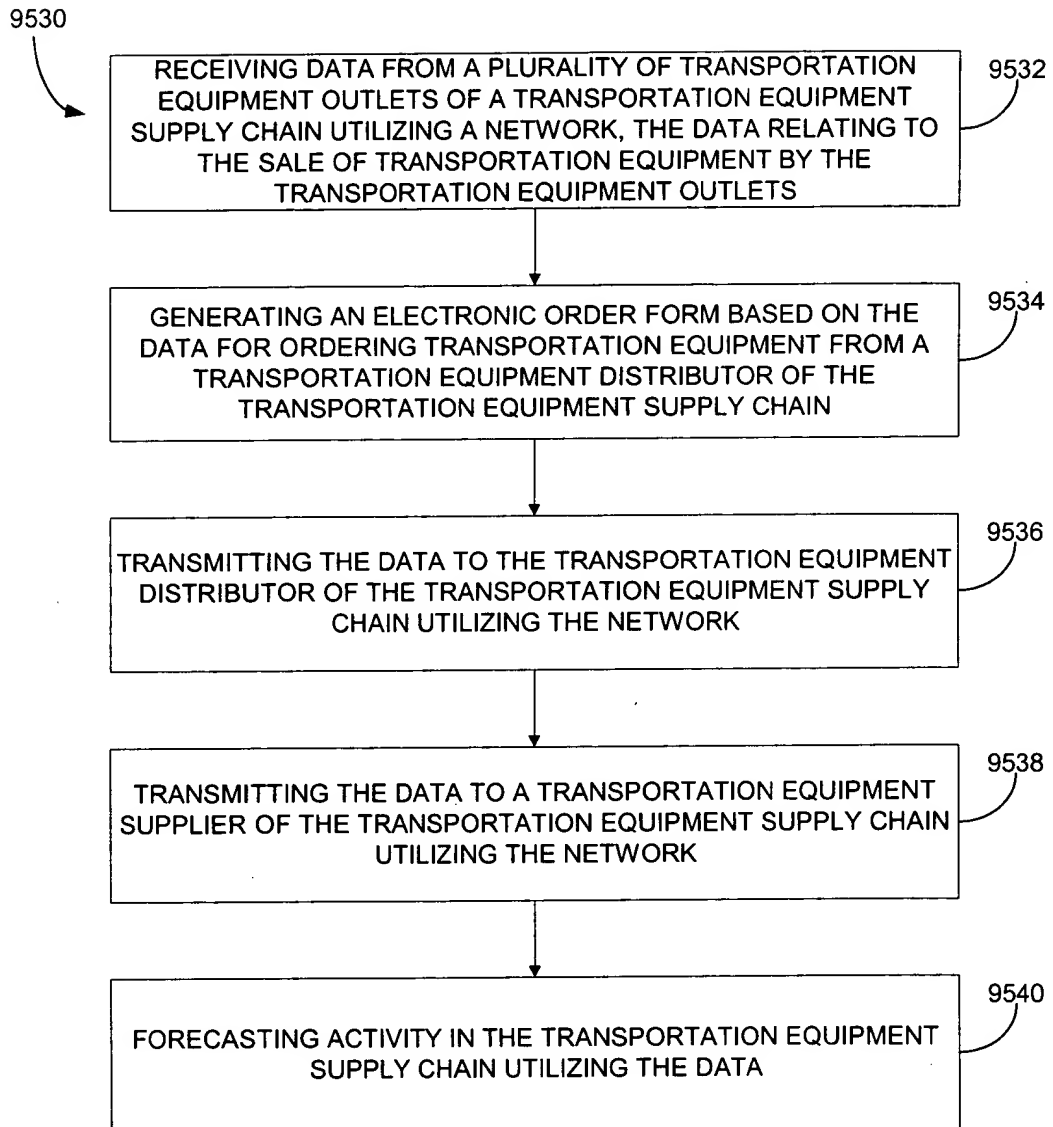 9530
RECEIVING DATA FROM A PLURALITY OF TRANSPORTATION
EQUIPMENT OUTLETS OF A TRANSPORTATION EQUIPMENT
SUPPLY CHAIN UTILIZING A NETWORK, THE DATA RELATING TO
THE SALE OF TRANSPORTATION EQUIPMENT BY THE
TRANSPORTATION EQUIPMENT OUTLETS
9532
GENERATING AN ELECTRONIC ORDER FORM BASED ON THE
DATA FOR ORDERING TRANSPORTATION EQUIPMENT FROM A
TRANSPORTATION EQUIPMENT DISTRIBUTOR OF THE
TRANSPORTATION EQUIPMENT SUPPLY CHAIN
9534
TRANSMITTING THE DATA TO THE TRANSPORTATION EQUIPMENT
DISTRIBUTOR OF THE TRANSPORTATION EQUIPMENT SUPPLY
CHAIN UTILIZING THE NETWORK
9536
TRANSMITTING THE DATA TO A TRANSPORTATION EQUIPMENT
SUPPLIER OF THE TRANSPORTATION EQUIPMENT SUPPLY CHAIN
UTILIZING THE NETWORK
9538
FORECASTING ACTIVITY IN THE TRANSPORTATION EQUIPMENT
SUPPLY CHAIN UTILIZING THE DATA
9540